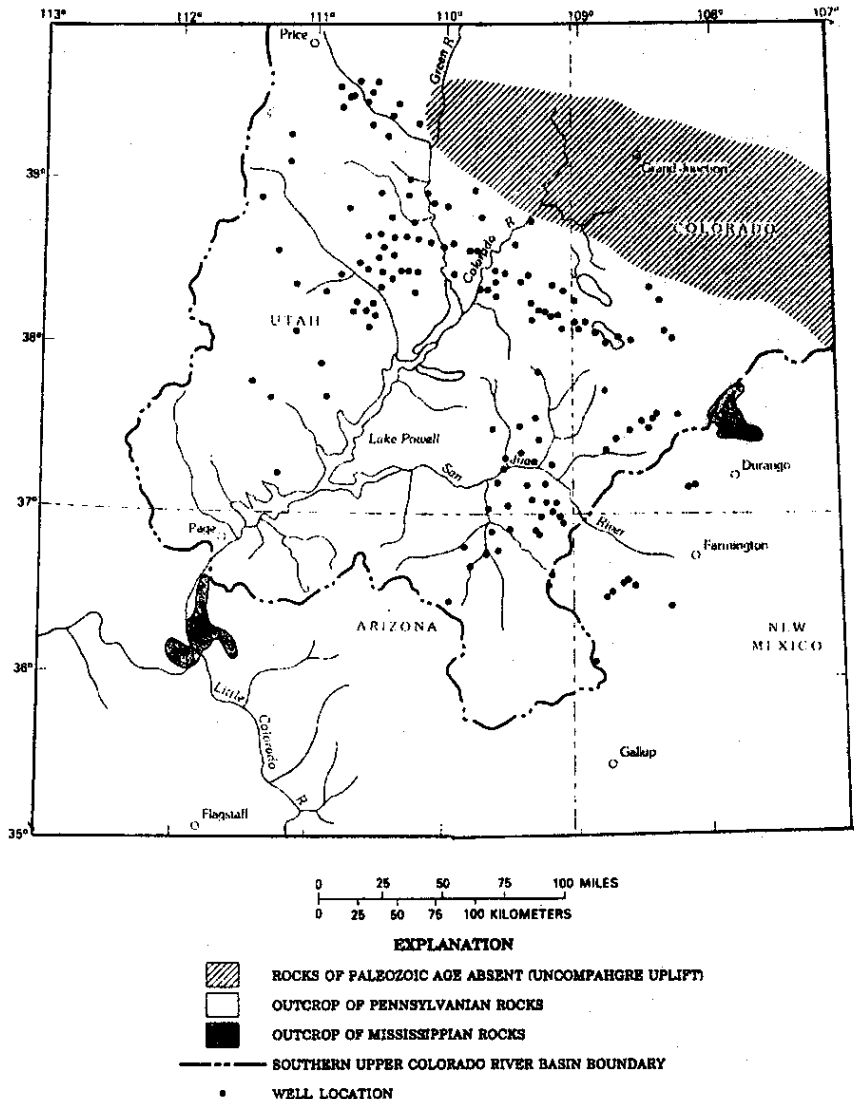 113° 112° 111° 110° 109° 108° 107°
Price
Green R
39°
Grand Junction
COLORADO
Colorado R
UTAH
38°
Lake Powell
San Juan River
Durango
37°
Page
Farmington
ARIZONA
NEW MEXICO
36°
Little Colorado R
Gallup
Flagstaff
35°
0 25 50 75 100 MILES
0 25 50 75 100 KILOMETERS
EXPLANATION
ROCKS OF PALEOZOIC AGE ABSENT (UNCOMPAHGRE UPLIFT)
OUTCROP OF PENNSYLVANIAN ROCKS
OUTCROP OF MISSISSIPPIAN ROCKS
SOUTHERN UPPER COLORADO RIVER BASIN BOUNDARY
WELL LOCATION